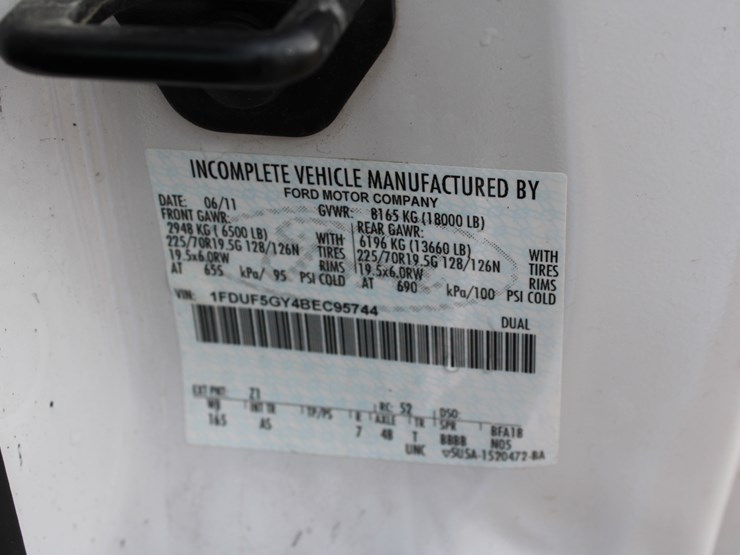 INCOMPLETE VEHICLE MANUFACTURED BY
FORD MOTOR COMPANY
DATE: 06/11 GVWR: 8165 KG (18000 LB)
FRONT GAWR: REAR GAWR:
2948 KG ( 6500 LB) WITH 6196 KG (13660 LB) WITH
225/70R19.5G 128/126N TIRES 225/70R19.5G 128/126N TIRES
19.5x6.0RW RIMS 19.5x6.0RW RIMS
AT 655 kPa/ 95 PSI COLD AT 690 kPa/100 PSI COLD
VIN: 1FDUF5GY4BEC95744 DUAL
EXT PNT: Z1 RC: 52 DSO:
WB INT TR TP/PS R AXLE TR SPR BFA1B
165 AS 7 48 T BBBB NOS
UNC 5USA-1520472-BA